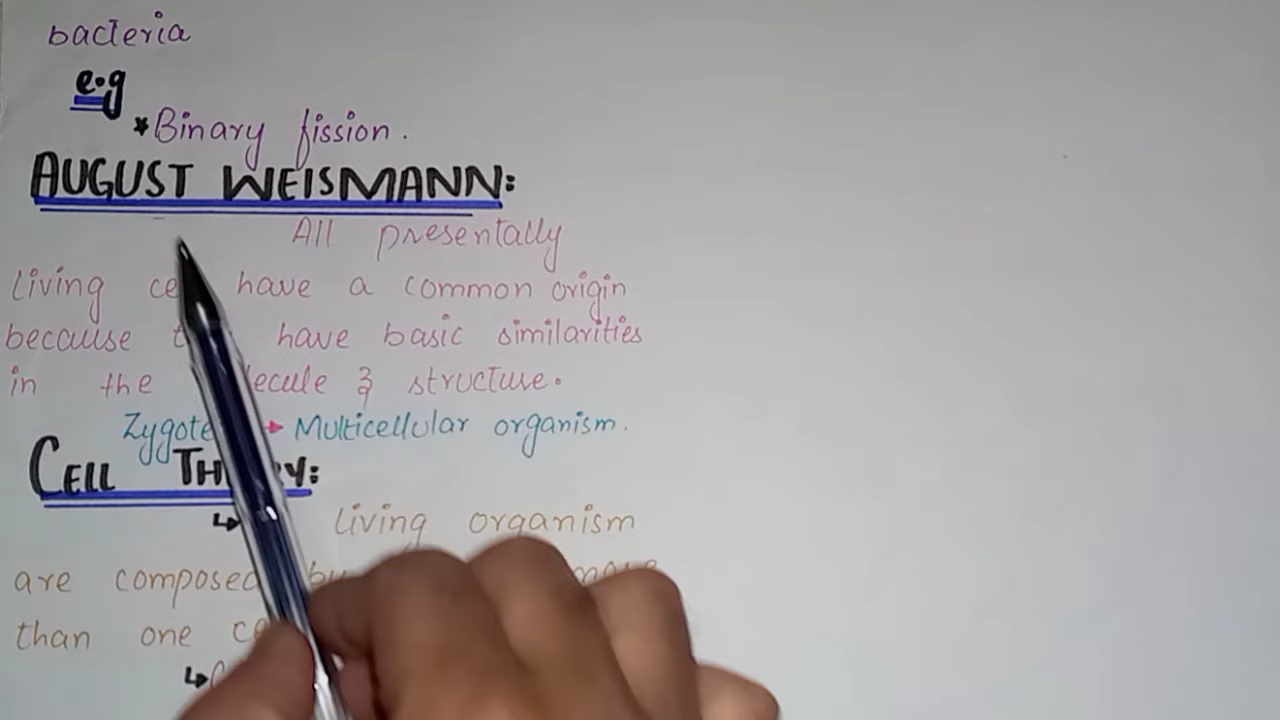 bacteria
e.g
*Binary fission.
AUGUST WEISMANN:
All presentally
living have a common origin
because have basic similarities
in the & structure.
Zygote → Multicellular organism.
CELL
↳ living organism
are composed
than one
↳